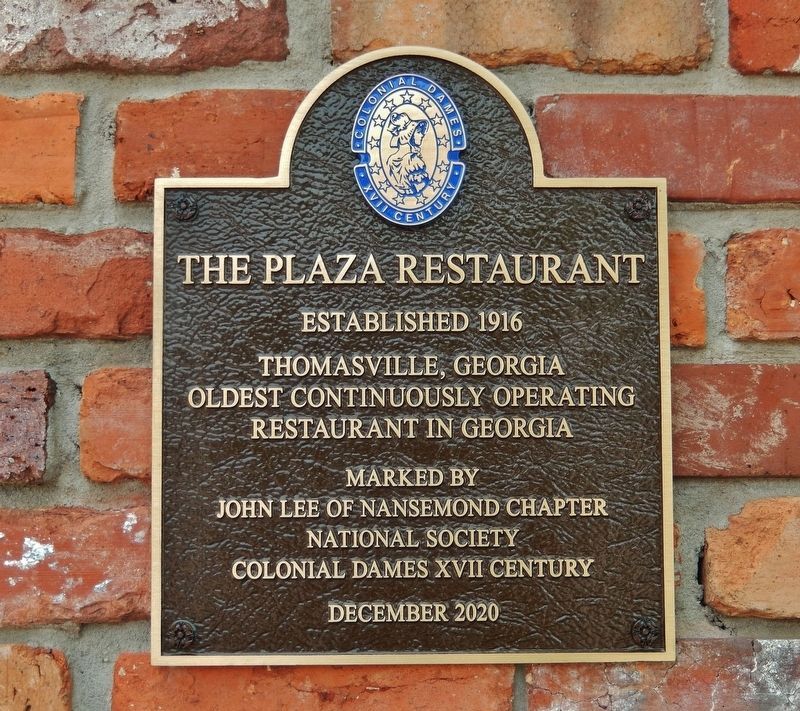 COLONIAL DAMES
XVII CENTURY
THE PLAZA RESTAURANT
ESTABLISHED 1916
THOMASVILLE, GEORGIA
OLDEST CONTINUOUSLY OPERATING
RESTAURANT IN GEORGIA
MARKED BY
JOHN LEE OF NANSEMOND CHAPTER
NATIONAL SOCIETY
COLONIAL DAMES XVII CENTURY
DECEMBER 2020